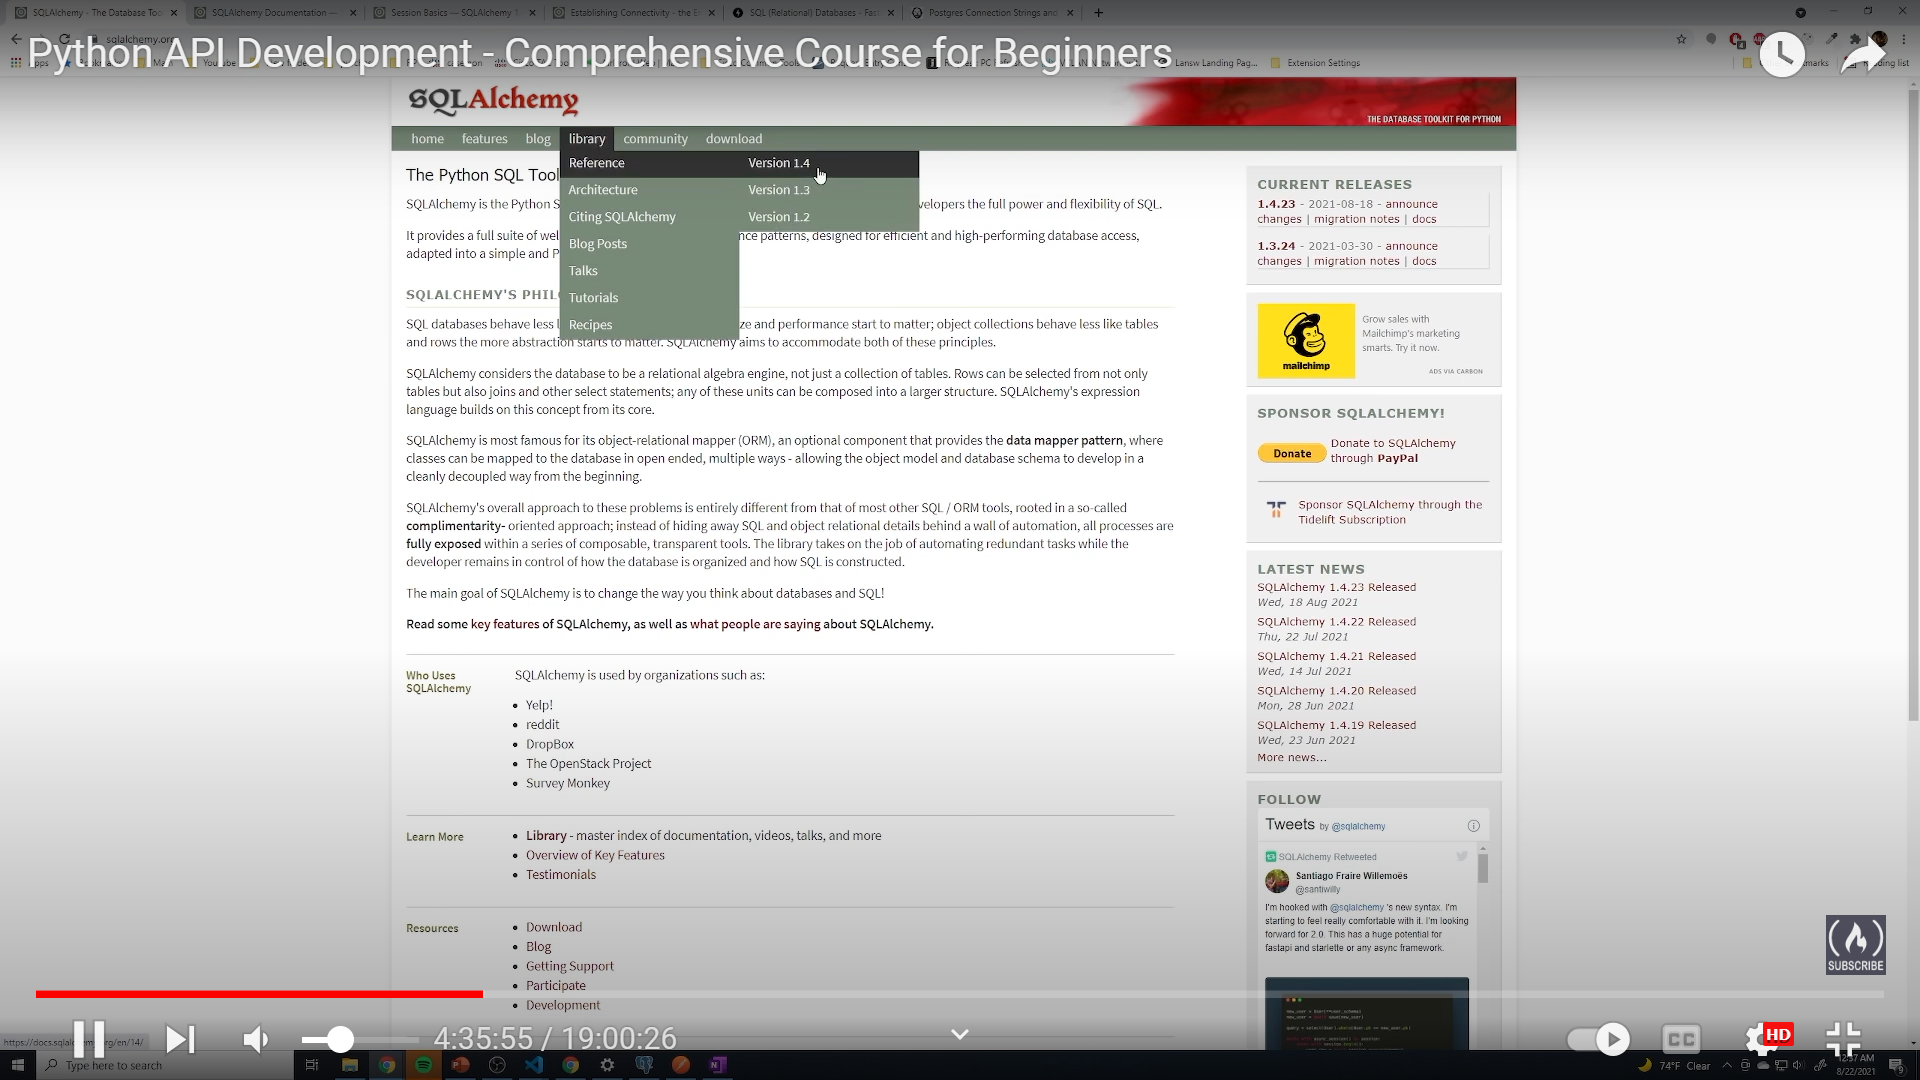 SQLAlchemy - The Database Too
SQLAlchemy Documentation —
Session Basics — SQLAlchemy 1.
Establishing Connectivity - the E
SQL (Relational) Databases - Fast
Postgres Connection Strings and
sqlalchemy.org
Python API Development - Comprehensive Course for Beginners
Lansw Landing Pag...
Extension Settings
SQLAlchemy
THE DATABASE TOOLKIT FOR PYTHON
home features blog library community download
Reference Version 1.4
Architecture Version 1.3
Citing SQLAlchemy Version 1.2
Blog Posts
Talks
Tutorials
Recipes
The Python SQL Tool
SQLAlchemy is the Python S velopers the full power and flexibility of SQL.
It provides a full suite of wel nce patterns, designed for efficient and high-performing database access,
adapted into a simple and P
SQLALCHEMY'S PHIL
SQL databases behave less l ze and performance start to matter; object collections behave less like tables
and rows the more abstraction starts to matter. SQLAlchemy aims to accommodate both of these principles.
SQLAlchemy considers the database to be a relational algebra engine, not just a collection of tables. Rows can be selected from not only
tables but also joins and other select statements; any of these units can be composed into a larger structure. SQLAlchemy's expression
language builds on this concept from its core.
SQLAlchemy is most famous for its object-relational mapper (ORM), an optional component that provides the data mapper pattern, where
classes can be mapped to the database in open ended, multiple ways - allowing the object model and database schema to develop in a
cleanly decoupled way from the beginning.
SQLAlchemy's overall approach to these problems is entirely different from that of most other SQL / ORM tools, rooted in a so-called
complimentarity- oriented approach; instead of hiding away SQL and object relational details behind a wall of automation, all processes are
fully exposed within a series of composable, transparent tools. The library takes on the job of automating redundant tasks while the
developer remains in control of how the database is organized and how SQL is constructed.
The main goal of SQLAlchemy is to change the way you think about databases and SQL!
Read some key features of SQLAlchemy, as well as what people are saying about SQLAlchemy.
Who Uses
SQLAlchemy
SQLAlchemy is used by organizations such as:
Yelp!
reddit
DropBox
The OpenStack Project
Survey Monkey
Learn More
Library - master index of documentation, videos, talks, and more
Overview of Key Features
Testimonials
Resources
Download
Blog
Getting Support
Participate
Development
CURRENT RELEASES
1.4.23 - 2021-08-18 - announce
changes | migration notes | docs
1.3.24 - 2021-03-30 - announce
changes | migration notes | docs
mailchimp
Grow sales with
Mailchimp's marketing
smarts. Try it now.
ADS VIA CARBON
SPONSOR SQLALCHEMY!
Donate
Donate to SQLAlchemy
through PayPal
Sponsor SQLAlchemy through the
Tidelift Subscription
LATEST NEWS
SQLAlchemy 1.4.23 Released
Wed, 18 Aug 2021
SQLAlchemy 1.4.22 Released
Thu, 22 Jul 2021
SQLAlchemy 1.4.21 Released
Wed, 14 Jul 2021
SQLAlchemy 1.4.20 Released
Mon, 28 Jun 2021
SQLAlchemy 1.4.19 Released
Wed, 23 Jun 2021
More news...
FOLLOW
Tweets by @sqlalchemy
SQLAlchemy Retweeted
Santiago Fraire Willemoës
@santiwilly
I'm hooked with @sqlalchemy 's new syntax. I'm
starting to feel really comfortable with it. I'm looking
forward for 2.0. This has a huge potential for
fastapi and starlette or any async framework.
SUBSCRIBE
4:35:55 / 19:00:26
CC
HD
https://docs.sqlalchemy.org/en/14/
Type here to search
74°F Clear
12:37 AM
8/22/2021